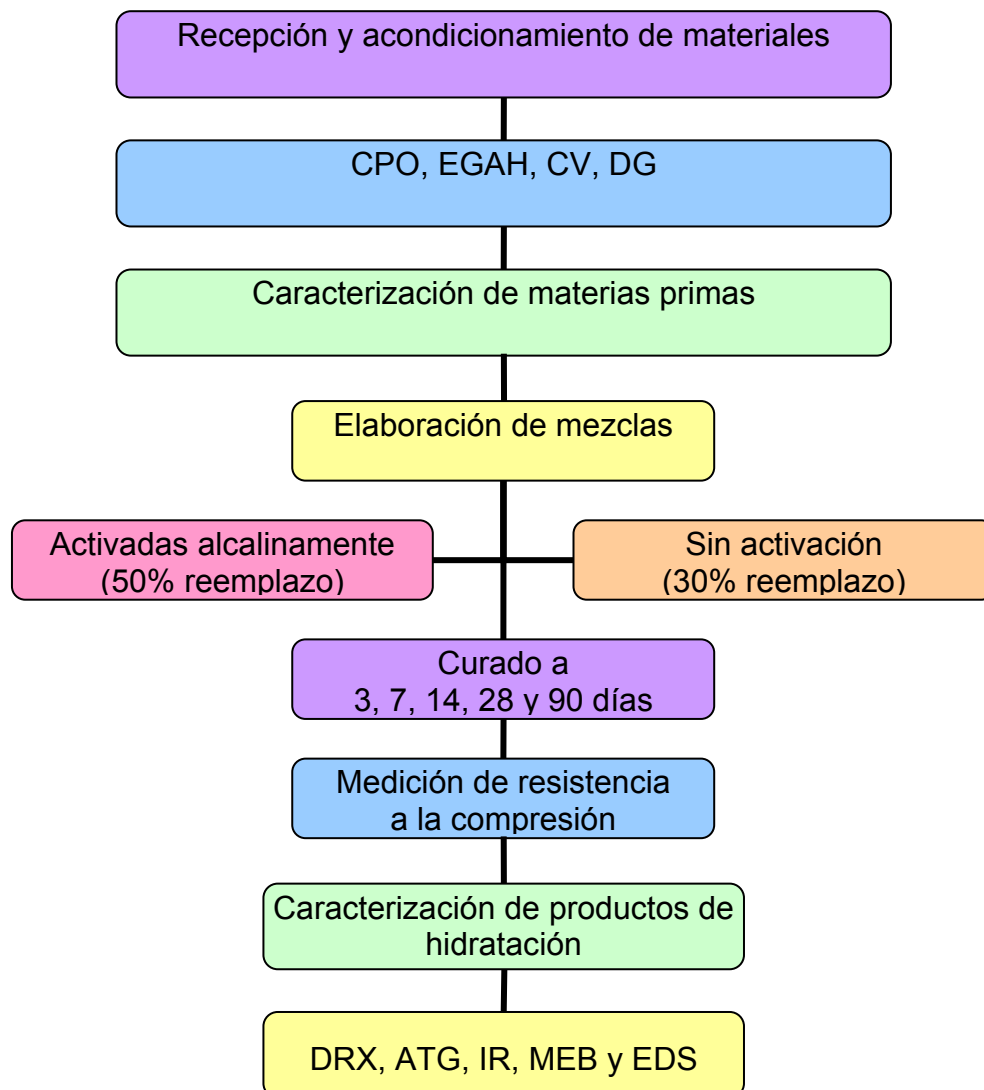 Recepción y acondicionamiento de materiales
CPO, EGAH, CV, DG
Caracterización de materias primas
Elaboración de mezclas
Activadas alcalinamente
(50% reemplazo)
Sin activación
(30% reemplazo)
Curado a
3, 7, 14, 28 y 90 días
Medición de resistencia
a la compresión
Caracterización de productos de
hidratación
DRX, ATG, IR, MEB y EDS